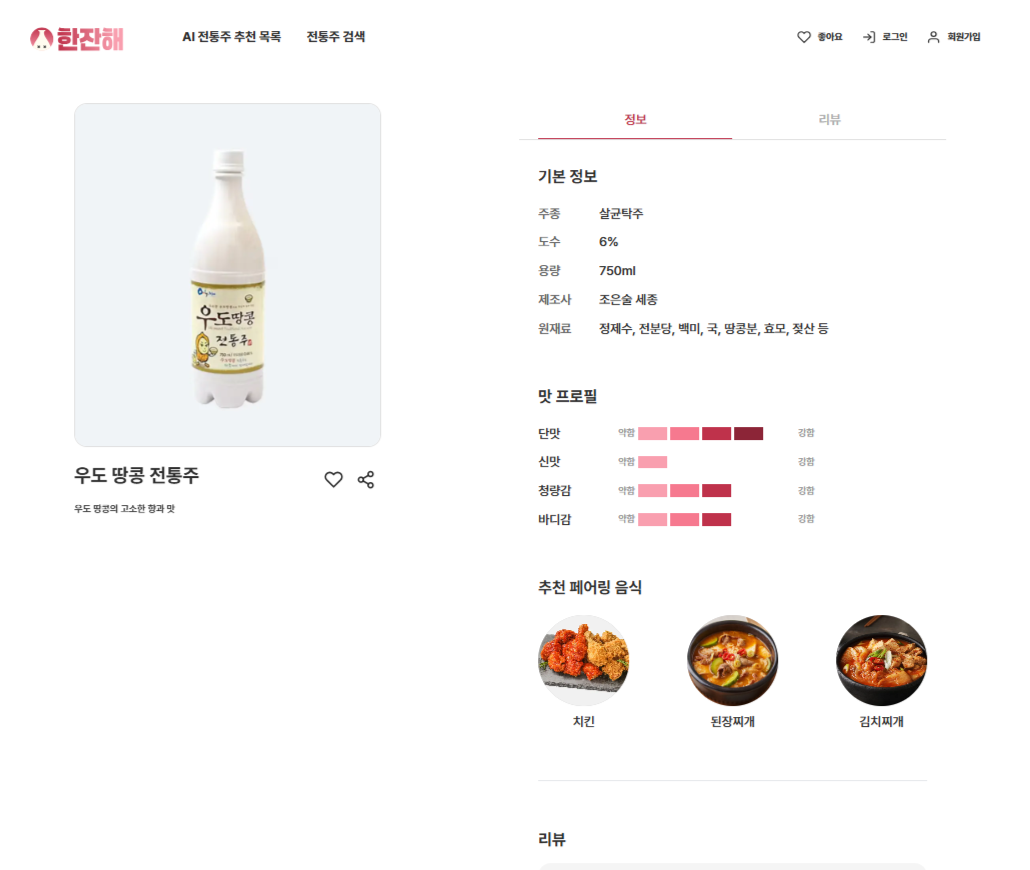 한잔해
AI 전통주 추천 목록
전통주 검색
좋아요
로그인
회원가입
우도땅콩
전통주
우도 땅콩 전통주
우도 땅콩의 고소한 향과 맛
정보
리뷰
기본 정보
주종 살균탁주
도수 6%
용량 750ml
제조사 조은술 세종
원재료 정제수, 전분당, 백미, 국, 땅콩분, 효모, 젖산 등
맛 프로필
단맛 약함 강함
신맛 약함 강함
청량감 약함 강함
바디감 약함 강함
추천 페어링 음식
치킨
된장찌개
김치찌개
리뷰